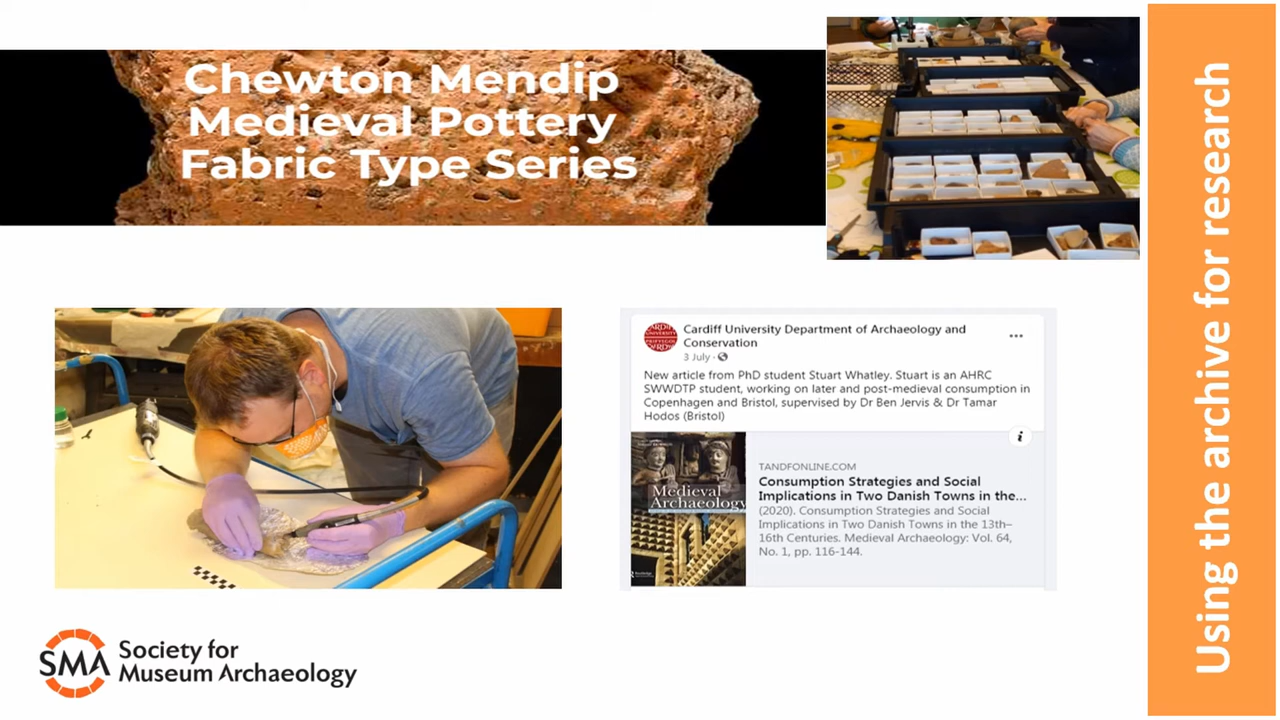 Chewton Mendip
Medieval Pottery
Fabric Type Series
Using the archive for research
Cardiff University Department of Archaeology and
Conservation
3 July ·
New article from PhD student Stuart Whatley. Stuart is an AHRC
SWWDTP student, working on later and post-medieval consumption in
Copenhagen and Bristol, supervised by Dr Ben Jervis & Dr Tamar
Hodos (Bristol)
Medieval
Archaeology
TANDFONLINE.COM
Consumption Strategies and Social
Implications in Two Danish Towns in the...
(2020). Consumption Strategies and Social
Implications in Two Danish Towns in the 13th–
16th Centuries. Medieval Archaeology: Vol. 64,
No. 1, pp. 116-144.
SMA
Society for
Museum Archaeology